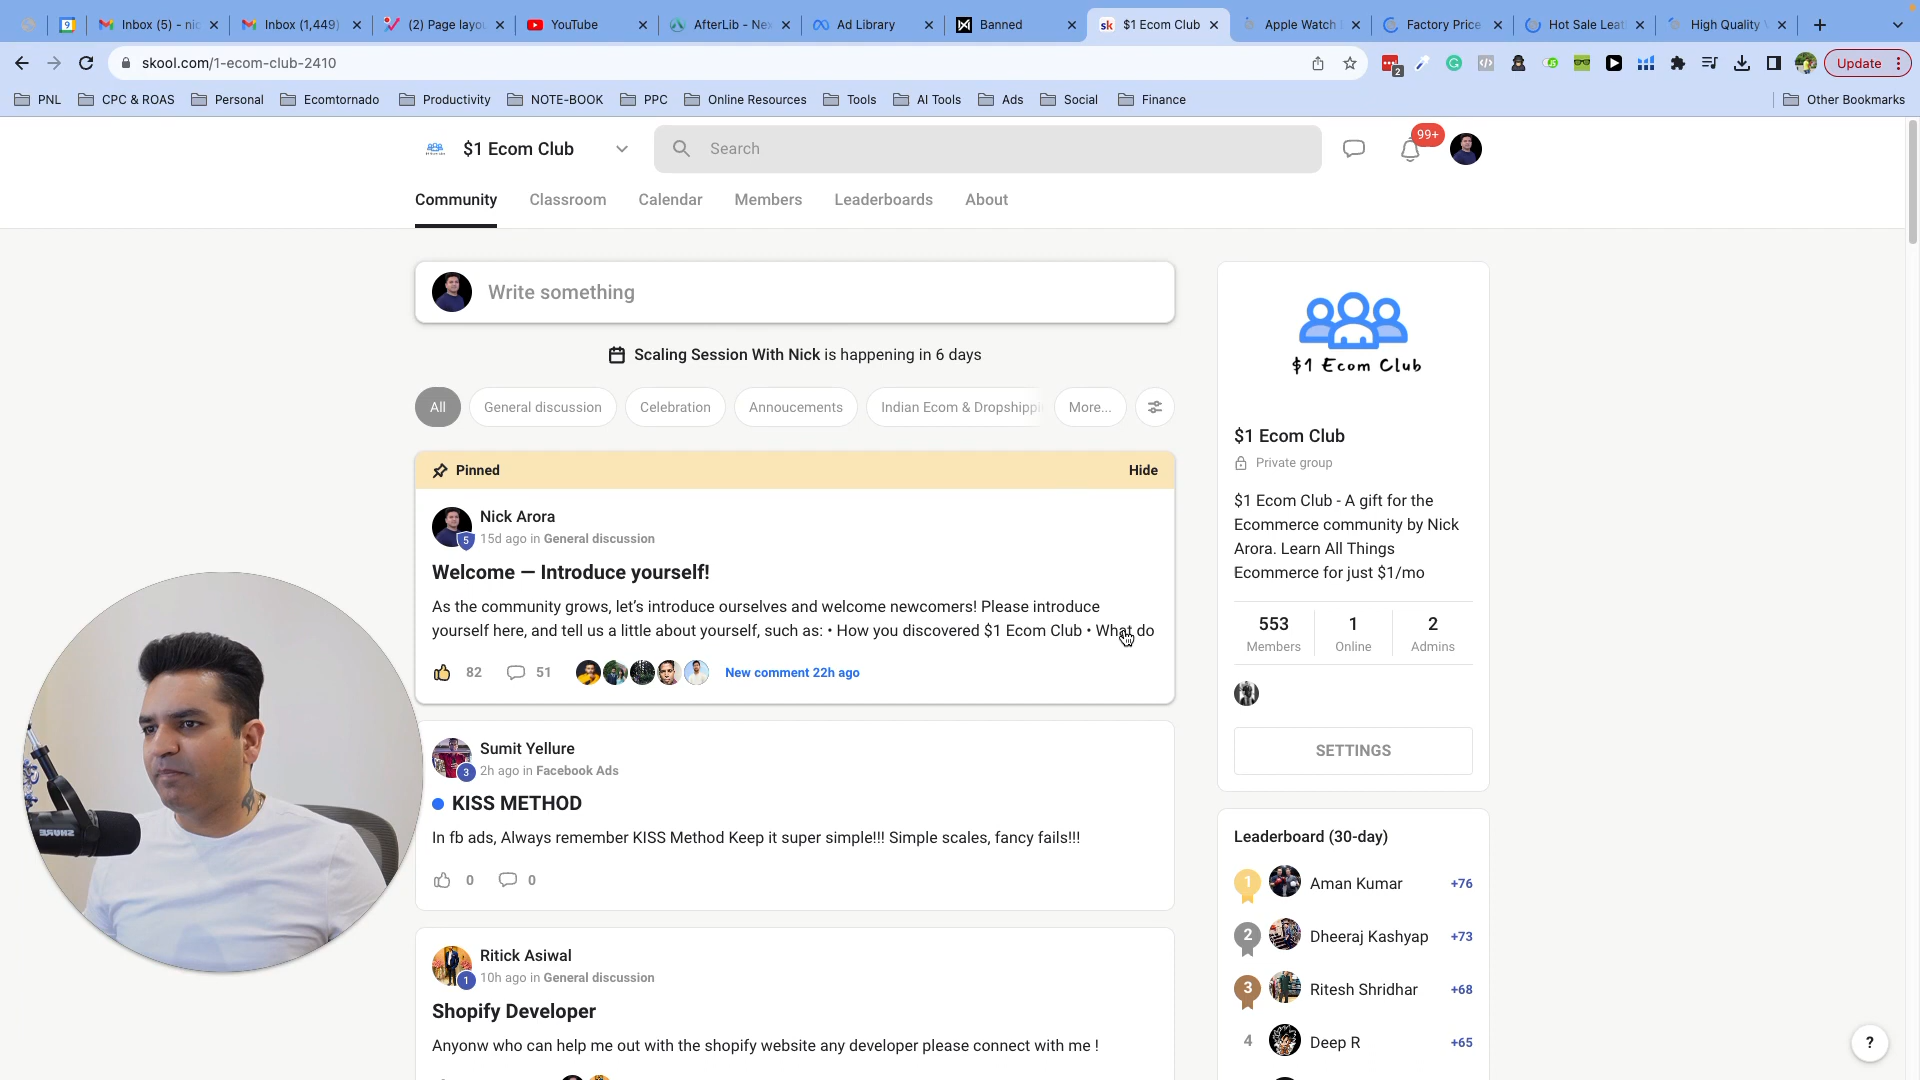 9
Inbox (5) - nic
Inbox (1,449)
(2) Page layou
YouTube
AfterLib - Nex
Ad Library
Banned
sk
$1 Ecom Club
Apple Watch
Factory Price
Hot Sale Leat
High Quality
skool.com/1-ecom-club-2410
2
Update
PNL
CPC & ROAS
Personal
Ecomtornado
Productivity
NOTE-BOOK
PPC
Online Resources
Tools
AI Tools
Ads
Social
Finance
Other Bookmarks
$1 Ecom Club
Search
99+
Community
Classroom
Calendar
Members
Leaderboards
About
Write something
Scaling Session With Nick is happening in 6 days
All
General discussion
Celebration
Annoucements
Indian Ecom & Dropshippi
More...
Pinned
Hide
Nick Arora
5
15d ago in General discussion
Welcome — Introduce yourself!
As the community grows, let's introduce ourselves and welcome newcomers! Please introduce
yourself here, and tell us a little about yourself, such as: • How you discovered $1 Ecom Club • What do
82
51
New comment 22h ago
Sumit Yellure
3
2h ago in Facebook Ads
KISS METHOD
In fb ads, Always remember KISS Method Keep it super simple!!! Simple scales, fancy fails!!!
0
0
Ritick Asiwal
1
10h ago in General discussion
Shopify Developer
Anyonw who can help me out with the shopify website any developer please connect with me !
$1 Ecom Club
$1 Ecom Club
Private group
$1 Ecom Club - A gift for the
Ecommerce community by Nick
Arora. Learn All Things
Ecommerce for just $1/mo
553
Members
1
Online
2
Admins
SETTINGS
Leaderboard (30-day)
1
Aman Kumar
+76
2
Dheeraj Kashyap
+73
3
Ritesh Shridhar
+68
4
Deep R
+65
?
SHURE